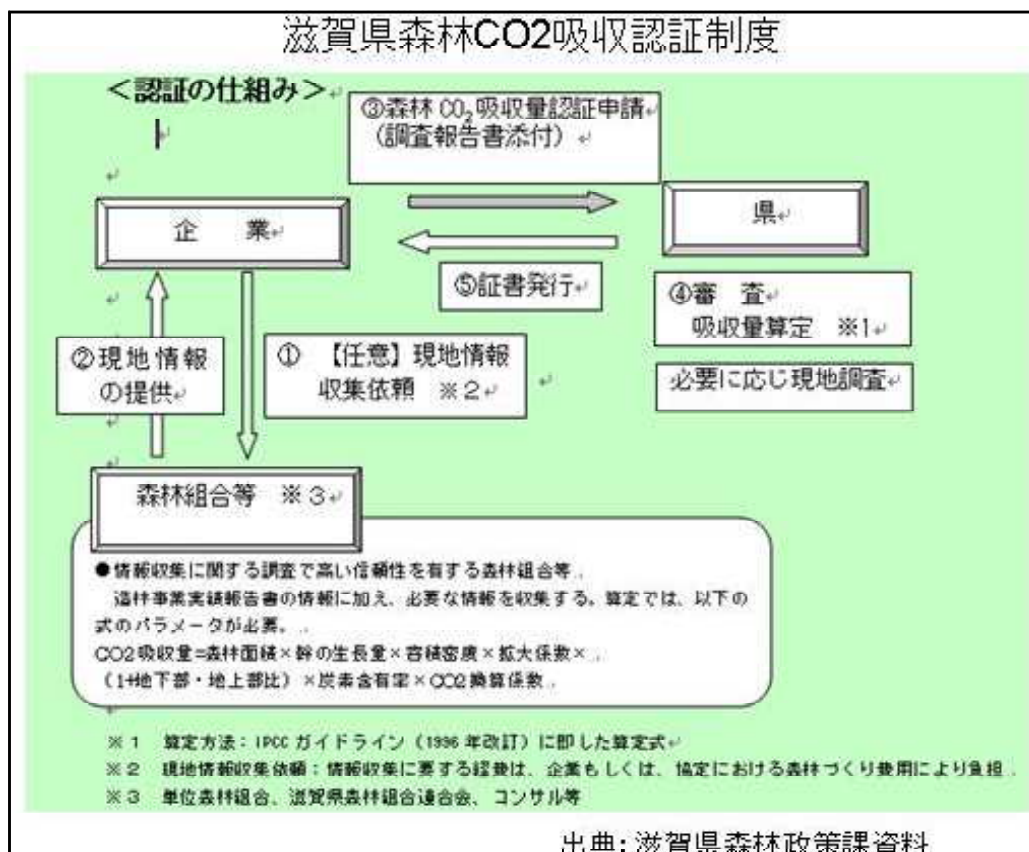 滋賀県森林CO2吸収認証制度
＜認証の仕組み＞
③森林 CO₂吸収量認証申請
（調査報告書添付）
企　業
県
⑤証書発行
④審　査
吸収量算定　※1
必要に応じ現地調査
②現地情報
の提供
①　【任意】現地情報
収集依頼　※２
森林組合等　※３
●情報収集に関する調査で高い信頼性を有する森林組合等
造林事業実績報告書の情報に加え、必要な情報を収集する。算定では、以下の
式のパラメータが必要。
CO2吸収量=森林面積×幹の生長量×容積密度×拡大係数×
（1+地下部・地上部比）×炭素含有率×CO2換算係数
※１　算定方法：IPCC ガイドライン（1996 年改訂）に即した算定式
※２　現地情報収集依頼：情報収集に要する経費は、企業もしくは、協定における森林づくり費用により負担
※３　単位森林組合、滋賀県森林組合連合会、コンサル等
出典：滋賀県森林政策課資料